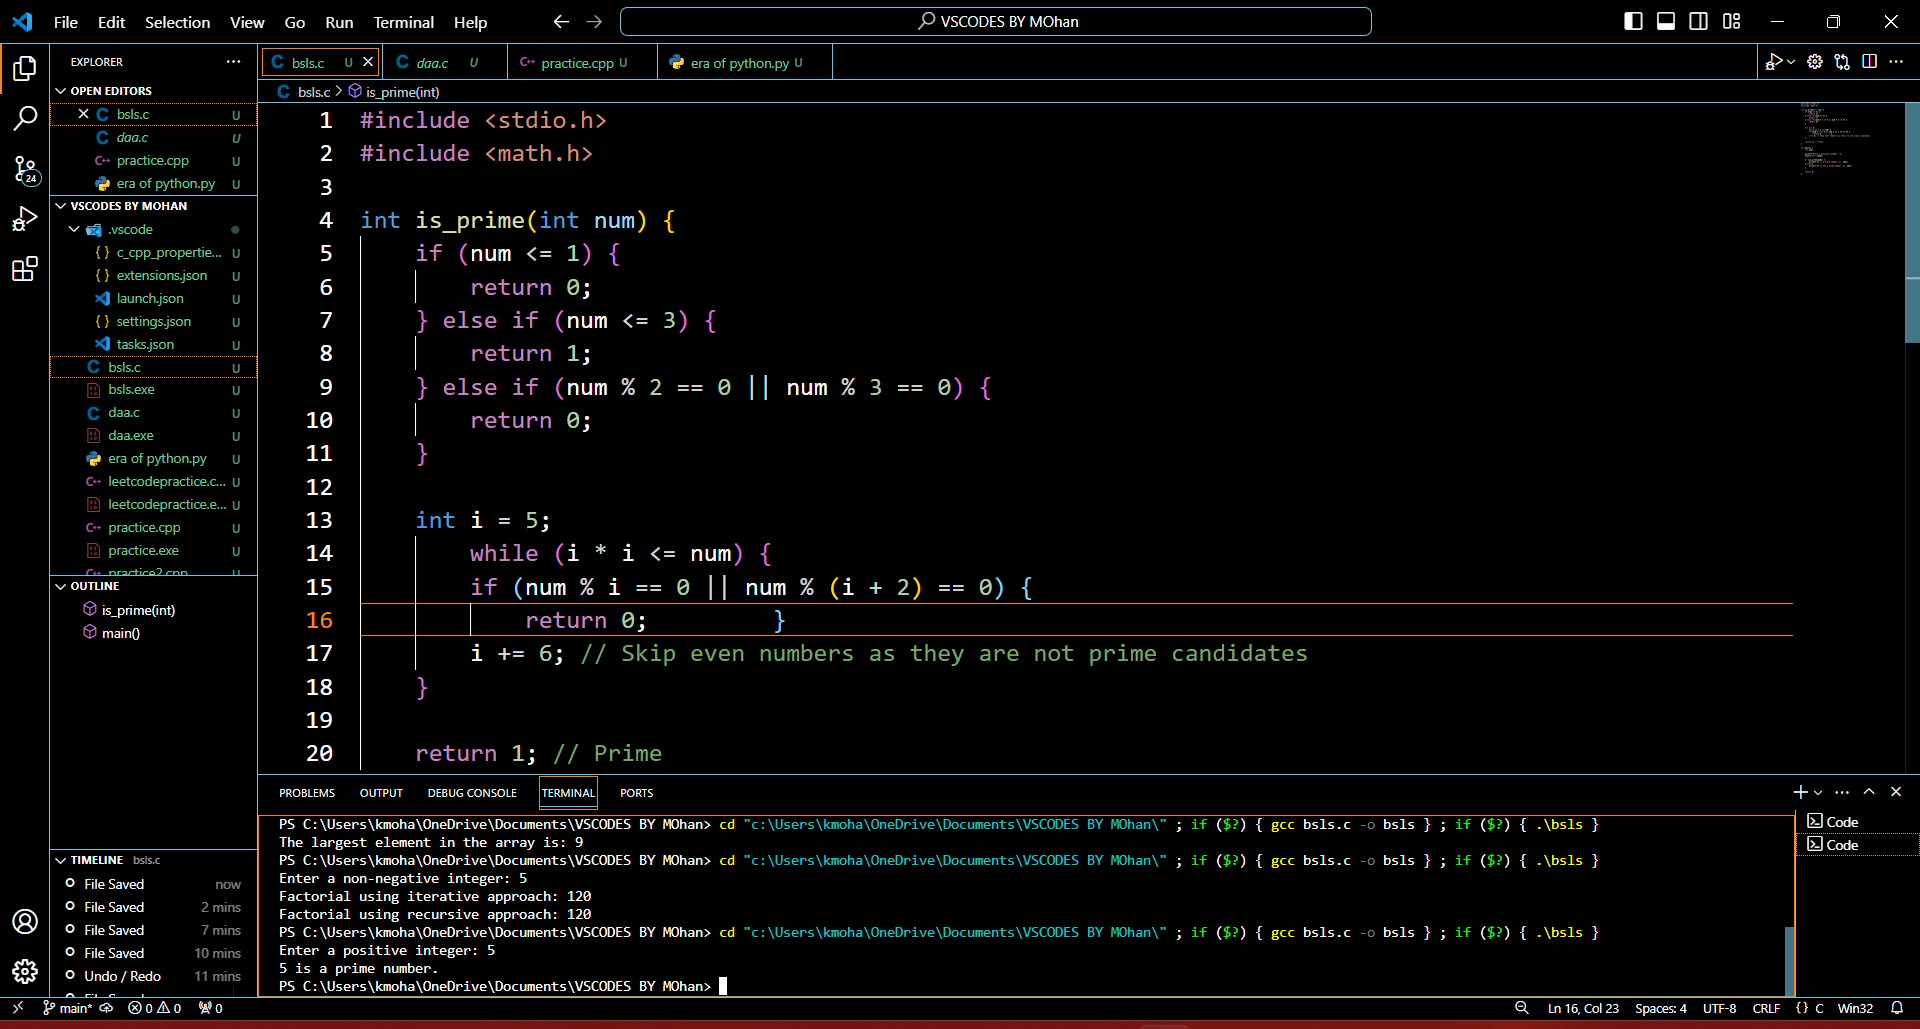 File Edit Selection View Go Run Terminal Help
VSCODES BY MOhan
EXPLORER
OPEN EDITORS
bsls.c U
daa.c U
practice.cpp U
era of python.py U
VSCODES BY MOHAN
.vscode
c_cpp_propertie... U
extensions.json U
launch.json U
settings.json U
tasks.json U
bsls.c U
bsls.exe U
daa.c U
daa.exe U
era of python.py U
leetcodepractice.c... U
leetcodepractice.e... U
practice.cpp U
practice.exe U
practice2.cpp U
OUTLINE
is_prime(int)
main()
TIMELINE bsls.c
File Saved now
File Saved 2 mins
File Saved 7 mins
File Saved 10 mins
Undo / Redo 11 mins
24
bsls.c U daa.c U practice.cpp U era of python.py U
bsls.c > is_prime(int)
1 #include <stdio.h>
2 #include <math.h>
3
4 int is_prime(int num) {
5 if (num <= 1) {
6 return 0;
7 } else if (num <= 3) {
8 return 1;
9 } else if (num % 2 == 0 || num % 3 == 0) {
10 return 0;
11 }
12
13 int i = 5;
14 while (i * i <= num) {
15 if (num % i == 0 || num % (i + 2) == 0) {
16 return 0; }
17 i += 6; // Skip even numbers as they are not prime candidates
18 }
19
20 return 1; // Prime
PROBLEMS OUTPUT DEBUG CONSOLE TERMINAL PORTS
PS C:\Users\kmoha\OneDrive\Documents\VSCODES BY MOhan> cd "c:\Users\kmoha\OneDrive\Documents\VSCODES BY MOhan\" ; if ($?) { gcc bsls.c -o bsls } ; if ($?) { .\bsls }
The largest element in the array is: 9
PS C:\Users\kmoha\OneDrive\Documents\VSCODES BY MOhan> cd "c:\Users\kmoha\OneDrive\Documents\VSCODES BY MOhan\" ; if ($?) { gcc bsls.c -o bsls } ; if ($?) { .\bsls }
Enter a non-negative integer: 5
Factorial using iterative approach: 120
Factorial using recursive approach: 120
PS C:\Users\kmoha\OneDrive\Documents\VSCODES BY MOhan> cd "c:\Users\kmoha\OneDrive\Documents\VSCODES BY MOhan\" ; if ($?) { gcc bsls.c -o bsls } ; if ($?) { .\bsls }
Enter a positive integer: 5
5 is a prime number.
PS C:\Users\kmoha\OneDrive\Documents\VSCODES BY MOhan>
Code
Code
main* 0 0 0 Ln 16, Col 23 Spaces: 4 UTF-8 CRLF {} C Win32